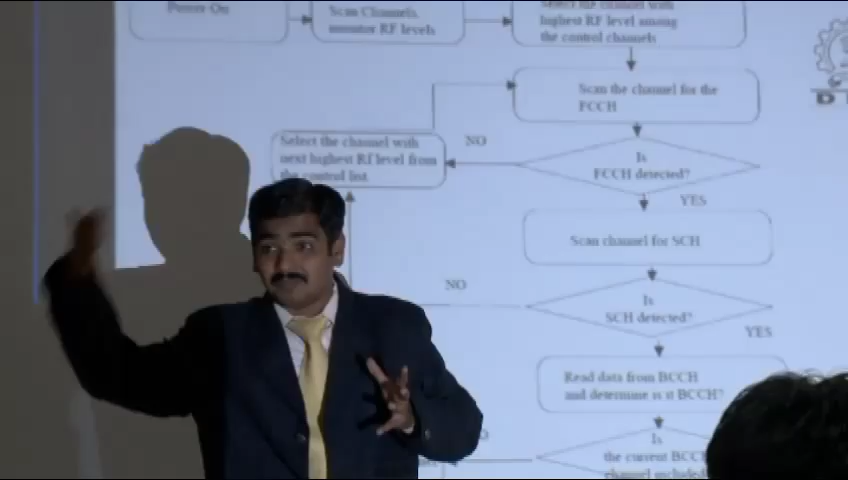 Power On
Scan Channels,
monitor RF levels
Select the channel with
highest RF level among
the control channels
Scan the channel for the
FCCH
Select the channel with
next highest Rf level from
the control list.
NO
Is
FCCH detected?
YES
Scan channel for SCH
NO
Is
SCH detected?
YES
Read data from BCCH
and determine is it BCCH?
Is
the current BCCH
channel included